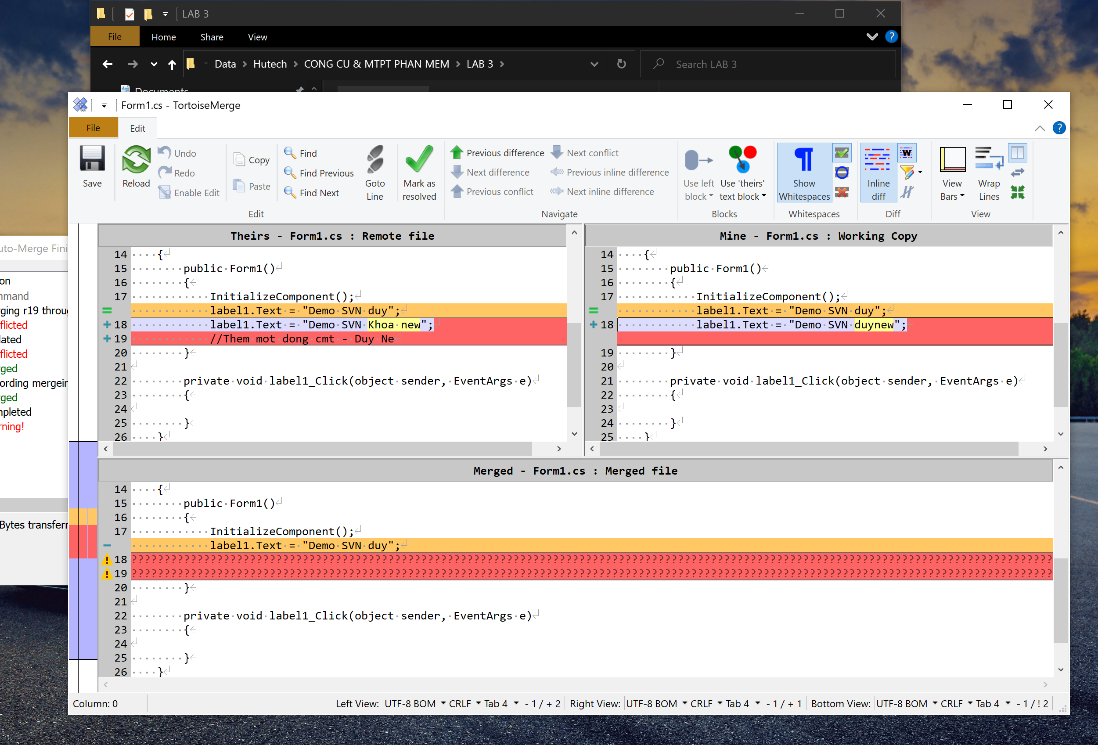 LAB 3
File Home Share View
Data > Hutech > CONG CU & MTPT PHAN MEM > LAB 3 >
Search LAB 3
Documents
Form1.cs - TortoiseMerge
File Edit
Save
Reload
Undo
Redo
Enable Edit
Copy
Paste
Find
Find Previous
Find Next
Goto Line
Mark as resolved
Previous difference
Next difference
Previous conflict
Next conflict
Previous inline difference
Next inline difference
Use left block
Use 'theirs' text block
Show Whitespaces
Inline diff
View Bars
Wrap Lines
Edit Navigate Blocks Whitespaces Diff View
uto-Merge Fini
on
mmand
rging r19 throu
flicted
dated
flicted
ged
ording mergein
ged
mpleted
rning!
Bytes transferr
Theirs - Form1.cs : Remote file
14 {
15 public Form1()
16 {
17 InitializeComponent();
label1.Text = "Demo SVN duy";
18 label1.Text = "Demo SVN Khoa new";
19 //Them mot dong cmt - Duy Ne
20 }
21
22 private void label1_Click(object sender, EventArgs e)
23 {
24
25 }
26 }
Mine - Form1.cs : Working Copy
14 {
15 public Form1()
16 {
17 InitializeComponent();
label1.Text = "Demo SVN duy";
18 label1.Text = "Demo SVN duynew";
19 }
20
21 private void label1_Click(object sender, EventArgs e)
22 {
23
24 }
25 }
Merged - Form1.cs : Merged file
14 {
15 public Form1()
16 {
17 InitializeComponent();
label1.Text = "Demo SVN duy";
18 ????????????????????????????????????????????????????????????????????????????????????????????????????????????????????????????????????????????
19 ????????????????????????????????????????????????????????????????????????????????????????????????????????????????????????????????????????????
20 }
21
22 private void label1_Click(object sender, EventArgs e)
23 {
24
25 }
26 }
Column: 0
Left View: UTF-8 BOM CRLF Tab 4 - 1 / + 2 Right View: UTF-8 BOM CRLF Tab 4 - 1 / + 1 Bottom View: UTF-8 BOM CRLF Tab 4 - 1 / ! 2